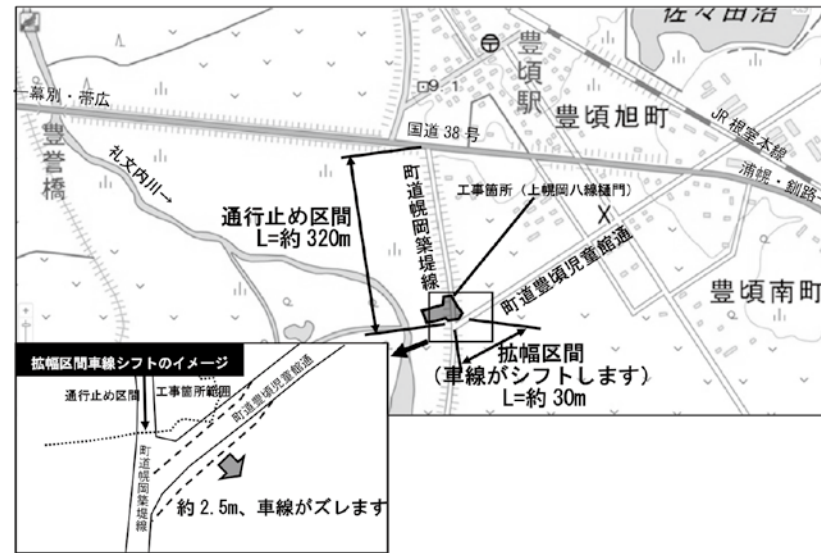 佐々田沼
豊頃駅
9.1
豊頃旭町
JR根室本線
←幕別・帯広
国道38号
浦幌・釧路→
豊誉橋
礼文内川→
町道幌岡築堤線
工事箇所（上幌岡八線樋門）
通行止め区間
L=約320m
町道豊頃児童館通
豊頃南町
拡幅区間
（車線がシフトします）
L=約30m
拡幅区間車線シフトのイメージ
通行止め区間
工事箇所範囲
町道豊頃児童館通
町道幌岡築堤線
約2.5m、車線がズレます